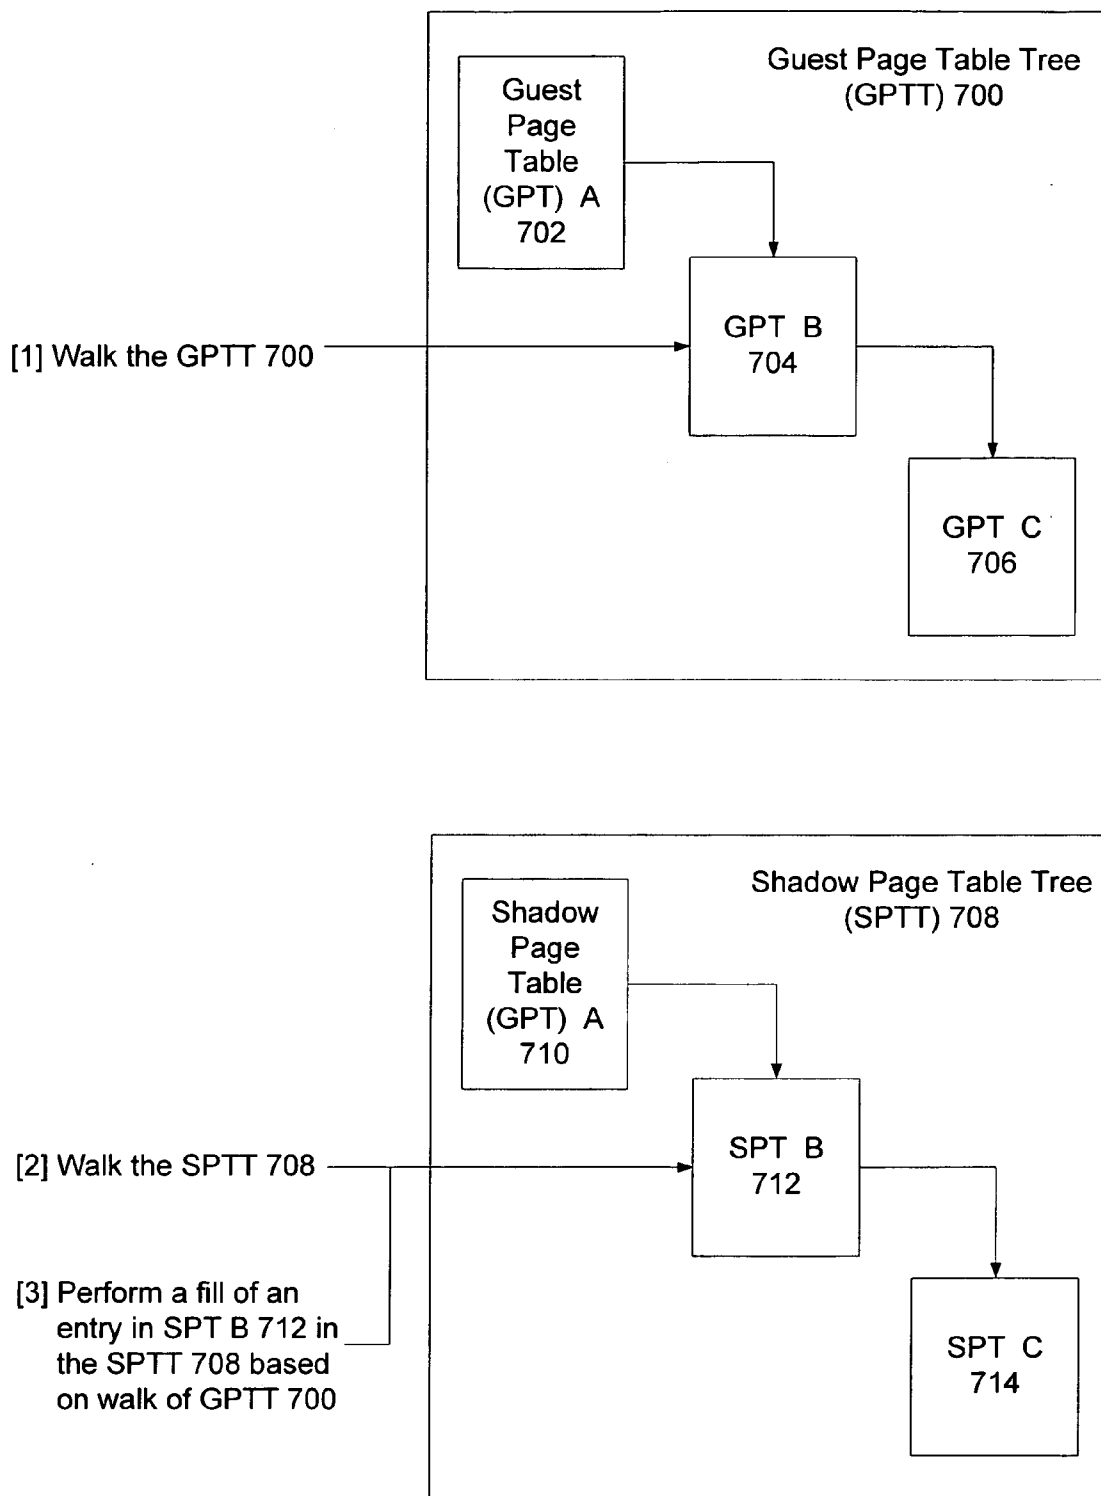 Guest Page Table Tree
(GPTT) 700
Guest
Page
Table
(GPT) A
702
GPT B
704
[1] Walk the GPTT 700
GPT C
706
Shadow Page Table Tree
(SPTT) 708
Shadow
Page
Table
(GPT) A
710
SPT B
712
[2] Walk the SPTT 708
[3] Perform a fill of an
entry in SPT B 712 in
the SPTT 708 based
on walk of GPTT 700
SPT C
714